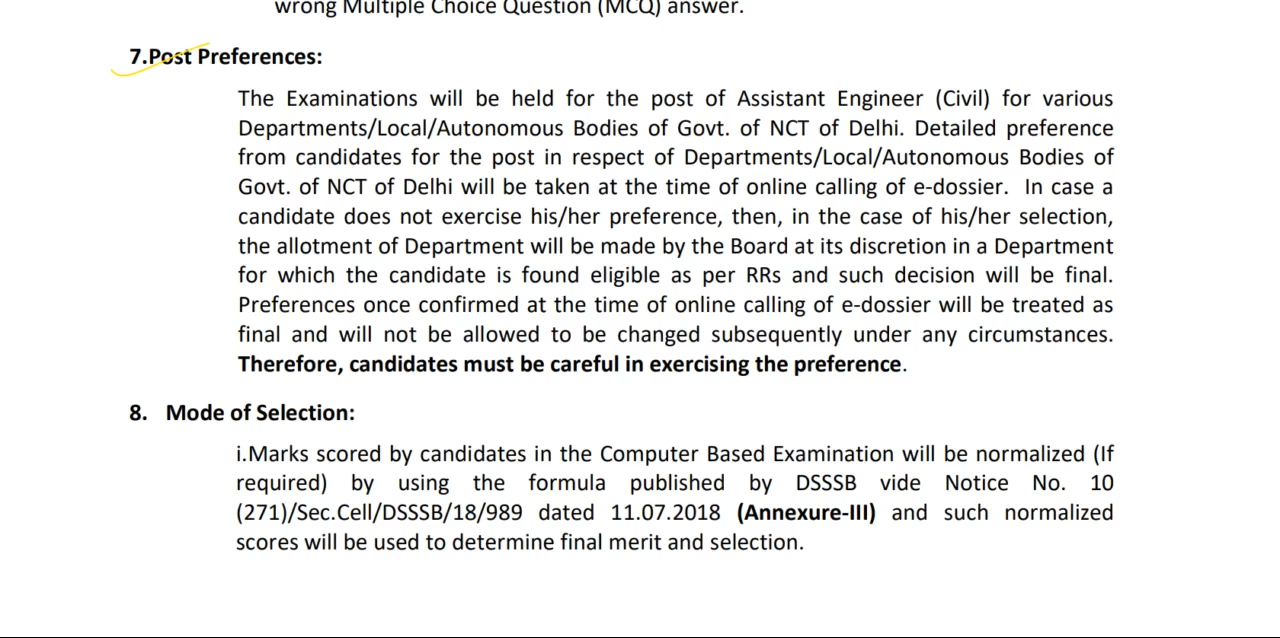 wrong Multiple Choice Question (MCQ) answer.
7.Post Preferences:
The Examinations will be held for the post of Assistant Engineer (Civil) for various
Departments/Local/Autonomous Bodies of Govt. of NCT of Delhi. Detailed preference
from candidates for the post in respect of Departments/Local/Autonomous Bodies of
Govt. of NCT of Delhi will be taken at the time of online calling of e-dossier. In case a
candidate does not exercise his/her preference, then, in the case of his/her selection,
the allotment of Department will be made by the Board at its discretion in a Department
for which the candidate is found eligible as per RRs and such decision will be final.
Preferences once confirmed at the time of online calling of e-dossier will be treated as
final and will not be allowed to be changed subsequently under any circumstances.
Therefore, candidates must be careful in exercising the preference.
8. Mode of Selection:
i.Marks scored by candidates in the Computer Based Examination will be normalized (If
required) by using the formula published by DSSSB vide Notice No. 10
(271)/Sec.Cell/DSSSB/18/989 dated 11.07.2018 (Annexure-III) and such normalized
scores will be used to determine final merit and selection.